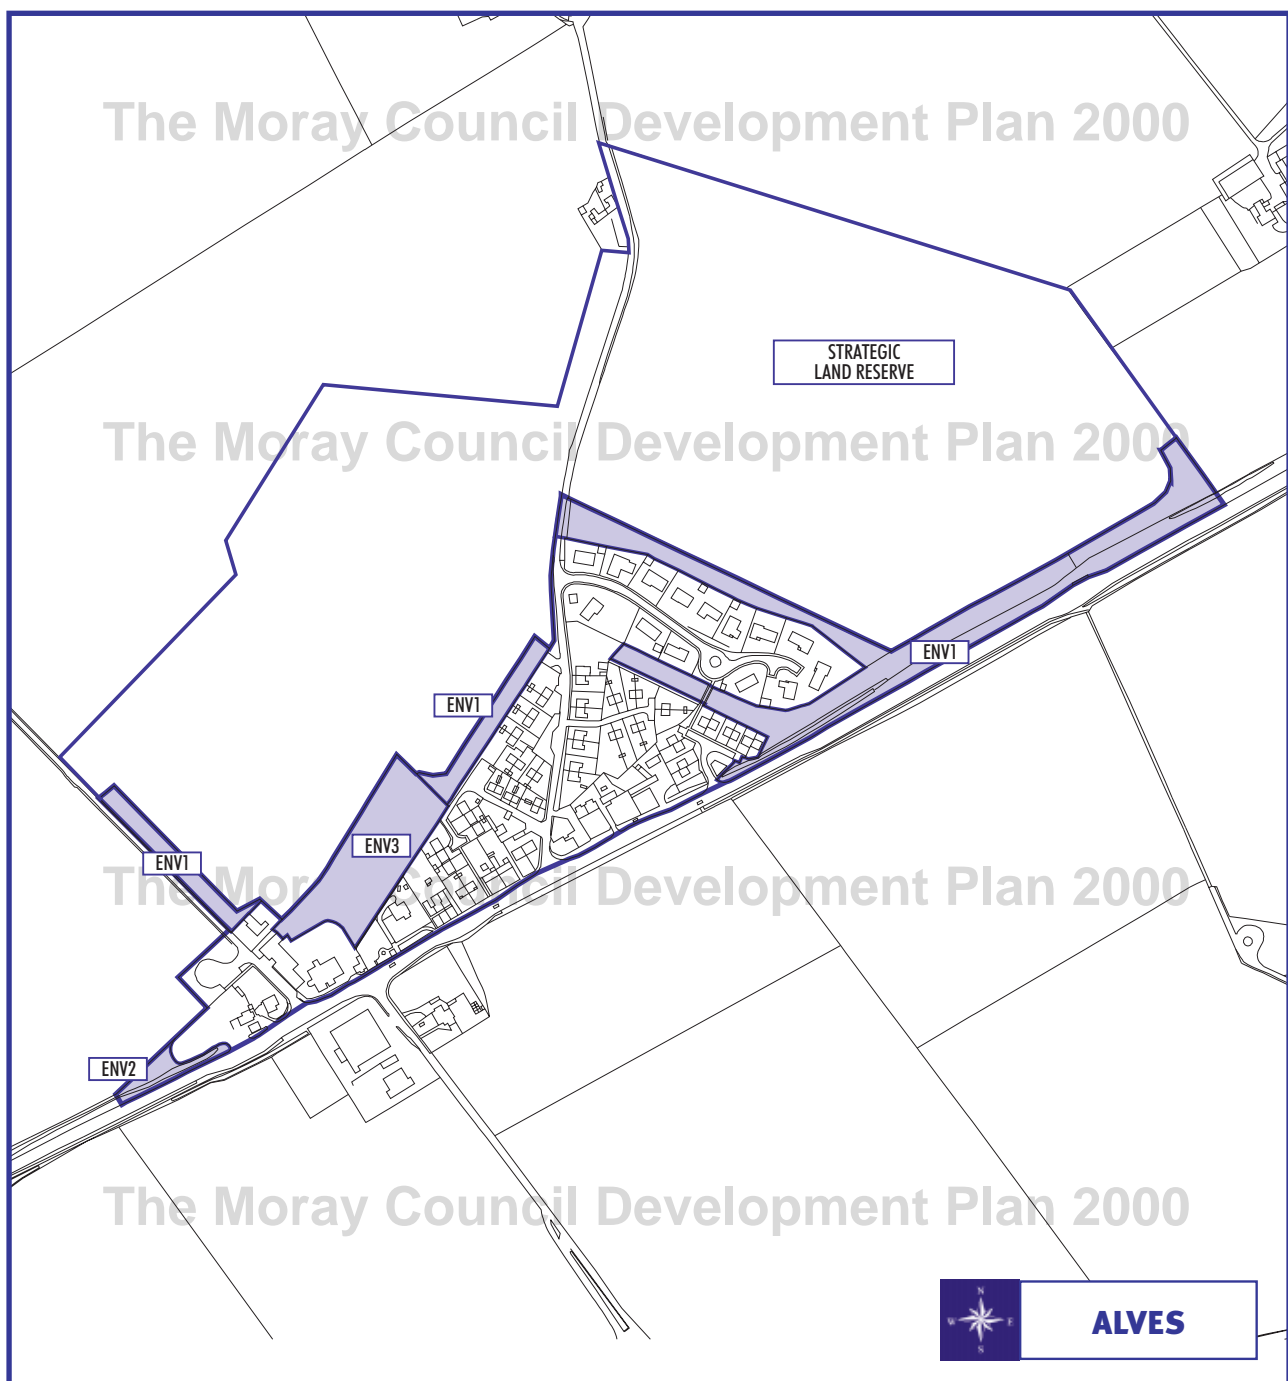 The Moray Council Development Plan 2000
STRATEGIC
LAND RESERVE
The Moray Council Development Plan 2000
ENV1
ENV1
ENV3
ENV1
The Moray Council Development Plan 2000
ENV2
The Moray Council Development Plan 2000
N
W E
S
ALVES